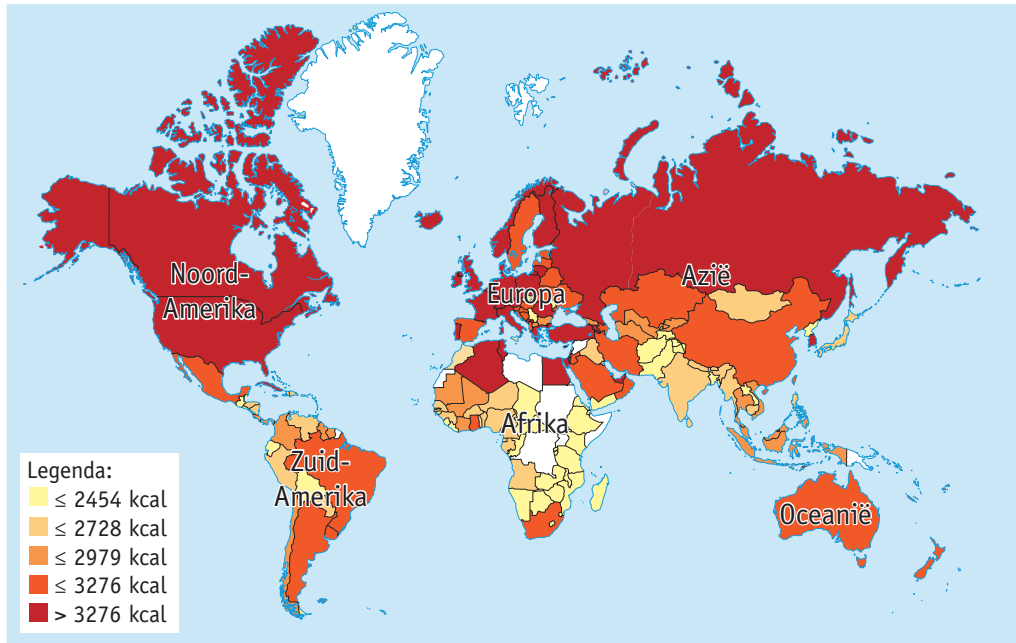 Noord-
Amerika
Europa
Azië
Afrika
Zuid-
Amerika
Oceanië
Legenda:
≤ 2454 kcal
≤ 2728 kcal
≤ 2979 kcal
≤ 3276 kcal
> 3276 kcal